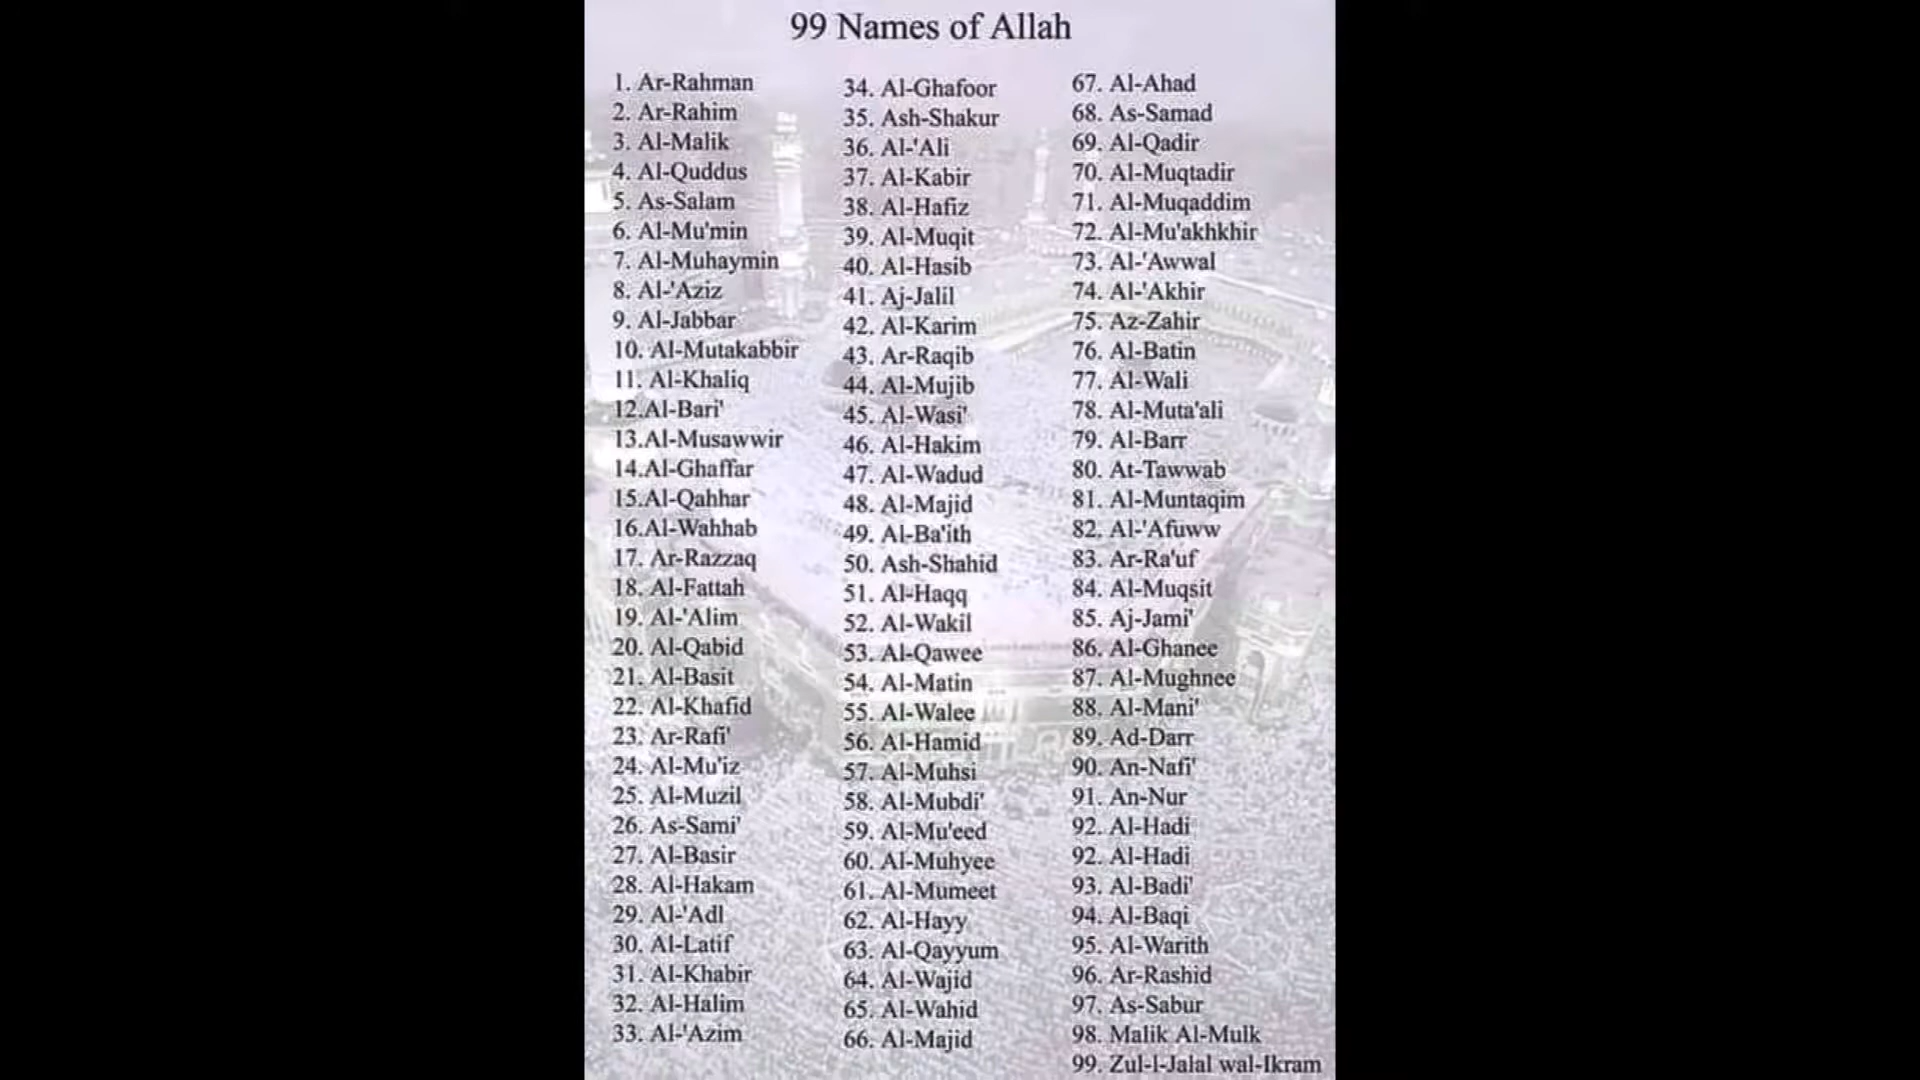 99 Names of Allah
1. Ar-Rahman
2. Ar-Rahim
3. Al-Malik
4. Al-Quddus
5. As-Salam
6. Al-Mu'min
7. Al-Muhaymin
8. Al-'Aziz
9. Al-Jabbar
10. Al-Mutakabbir
11. Al-Khaliq
12.Al-Bari'
13.Al-Musawwir
14.Al-Ghaffar
15.Al-Qahhar
16.Al-Wahhab
17. Ar-Razzaq
18. Al-Fattah
19. Al-'Alim
20. Al-Qabid
21. Al-Basit
22. Al-Khafid
23. Ar-Rafi'
24. Al-Mu'iz
25. Al-Muzil
26. As-Sami'
27. Al-Basir
28. Al-Hakam
29. Al-'Adl
30. Al-Latif
31. Al-Khabir
32. Al-Halim
33. Al-'Azim
34. Al-Ghafoor
35. Ash-Shakur
36. Al-'Ali
37. Al-Kabir
38. Al-Hafiz
39. Al-Muqit
40. Al-Hasib
41. Aj-Jalil
42. Al-Karim
43. Ar-Raqib
44. Al-Mujib
45. Al-Wasi'
46. Al-Hakim
47. Al-Wadud
48. Al-Majid
49. Al-Ba'ith
50. Ash-Shahid
51. Al-Haqq
52. Al-Wakil
53. Al-Qawee
54. Al-Matin
55. Al-Walee
56. Al-Hamid
57. Al-Muhsi
58. Al-Mubdi'
59. Al-Mu'eed
60. Al-Muhyee
61. Al-Mumeet
62. Al-Hayy
63. Al-Qayyum
64. Al-Wajid
65. Al-Wahid
66. Al-Majid
67. Al-Ahad
68. As-Samad
69. Al-Qadir
70. Al-Muqtadir
71. Al-Muqaddim
72. Al-Mu'akhkhir
73. Al-'Awwal
74. Al-'Akhir
75. Az-Zahir
76. Al-Batin
77. Al-Wali
78. Al-Muta'ali
79. Al-Barr
80. At-Tawwab
81. Al-Muntaqim
82. Al-'Afuww
83. Ar-Ra'uf
84. Al-Muqsit
85. Aj-Jami'
86. Al-Ghanee
87. Al-Mughnee
88. Al-Mani'
89. Ad-Darr
90. An-Nafi'
91. An-Nur
92. Al-Hadi
92. Al-Hadi
93. Al-Badi'
94. Al-Baqi
95. Al-Warith
96. Ar-Rashid
97. As-Sabur
98. Malik Al-Mulk
99. Zul-l-Jalal wal-Ikram